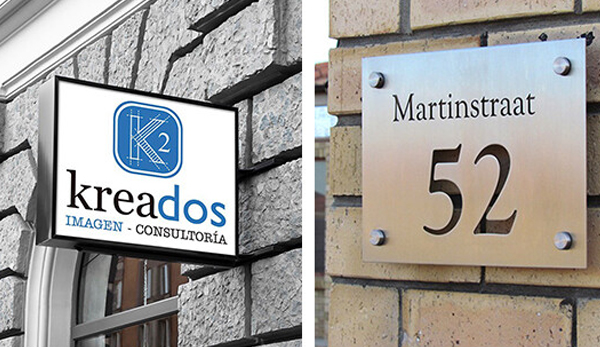 K2
kreados
IMAGEN - CONSULTORÍA
Martinstraat
52